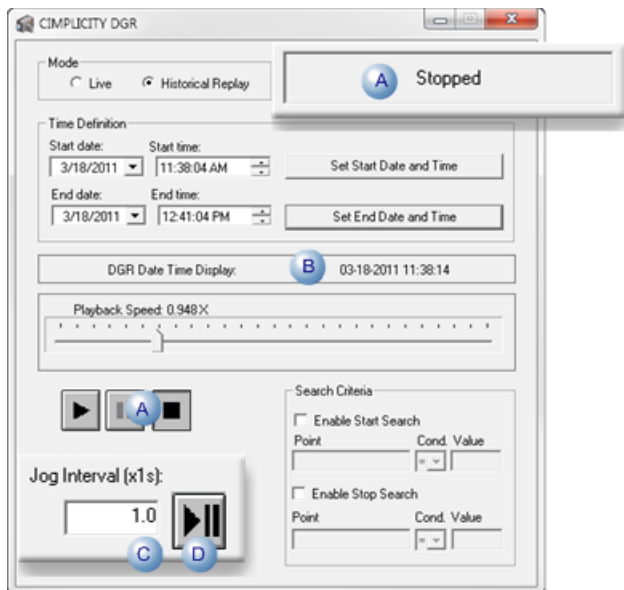 CIMPLICITY DGR
Mode
Live
Historical Replay
A
Stopped
Time Definition
Start date:
Start time:
3/18/2011
11:38:04 AM
Set Start Date and Time
End date:
End time:
3/18/2011
12:41:04 PM
Set End Date and Time
DGR Date Time Display:
B
03-18-2011 11:38:14
Playback Speed: 0.948X
A
Search Criteria
Enable Start Search
Point
Cond.
Value
=
Enable Stop Search
Point
Cond.
Value
=
Jog Interval (x1s):
1.0
C
D